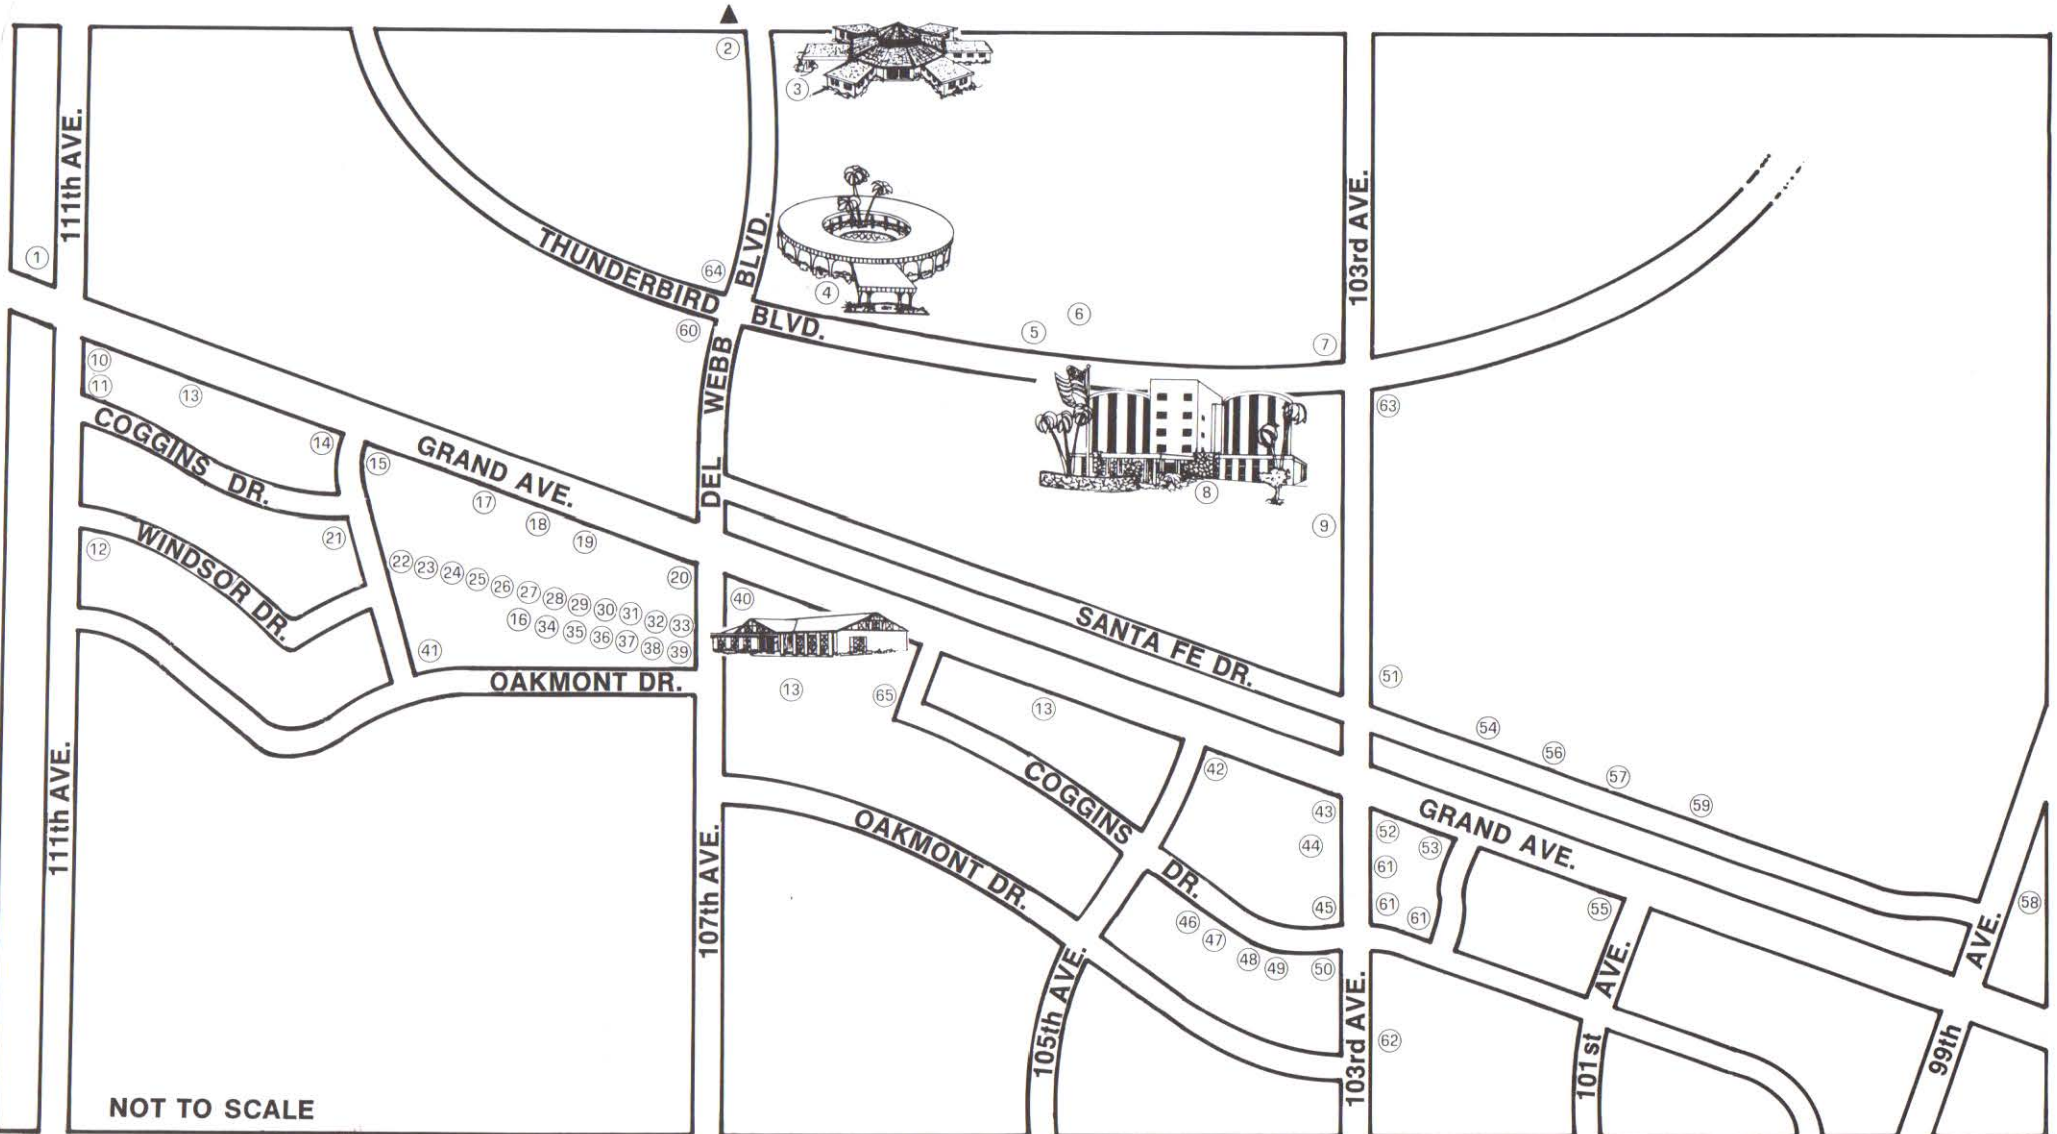 2
3
111th AVE.
1
THUNDERBIRD BLVD.
64
4
103rd AVE.
6
5
7
60
DEL WEBB BLVD.
10
11
13
14
63
COGGINS DR.
GRAND AVE.
15
17
18
19
8
9
12
WINDSOR DR.
21
22 23 24 25 26 27 28 29 30 31 32 33
20
16 34 35 36 37 38 39
40
41
OAKMONT DR.
SANTA FE DR.
13
65
13
51
54
56
57
59
111th AVE.
107th AVE.
COGGINS DR.
OAKMONT DR.
42
43
44
45
GRAND AVE.
52
53
61
61
61
55
58
46
47
48
49
50
105th AVE.
103rd AVE.
62
101st AVE.
99th AVE.
NOT TO SCALE